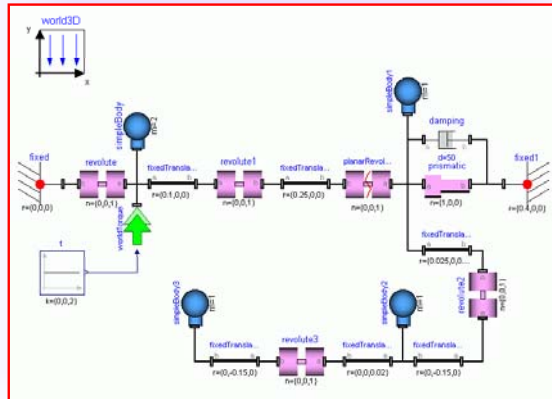 world3D
y
x
simpleBody
m=2
simpleBody1
m=1
damping
d=50
fixed
revolute
fixedTransla...
revolute1
fixedTransla...
planarRevol...
prismatic
fixed1
r=(0,0,0)
n=(0,0,1)
r=(0.1,0,0)
n=(0,0,1)
r=(0.25,0,0)
n=(0,0,1)
n=(1,0,0)
r=(0.4,0,0)
worldTorque
t
k=(0,0,2)
fixedTransla...
r=(0.025,0,0...
revolute2
n=(0,0,1)
simpleBody3
m=1
simpleBody2
m=1
fixedTransla...
revolute3
fixedTransla...
fixedTransla...
r=(0,-0.15,0)
n=(0,0,1)
r=(0,0,0.02)
r=(0,-0.15,0)